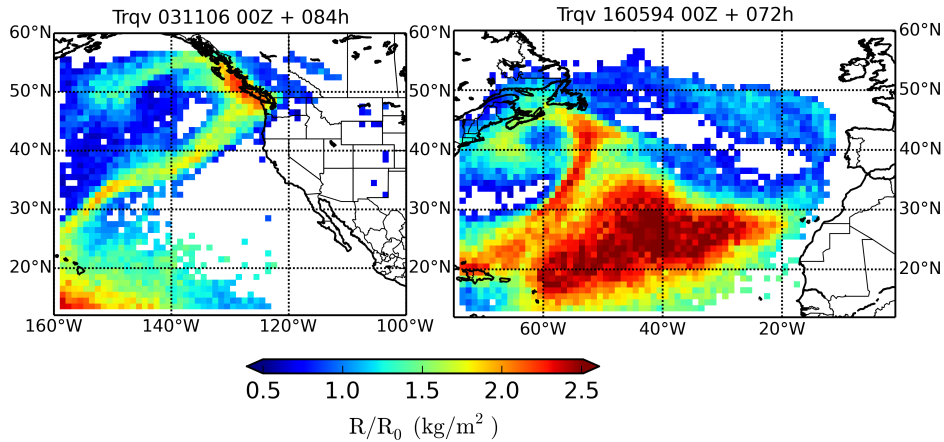 Trqv 031106 00Z + 084h
60°N
50°N
40°N
30°N
20°N
160°W 140°W 120°W 100°W
Trqv 160594 00Z + 072h
60°N 60°N
50°N 50°N
40°N 40°N
30°N 30°N
20°N 20°N
60°W 40°W 20°W
0.5 1.0 1.5 2.0 2.5
R/R₀ (kg/m²)